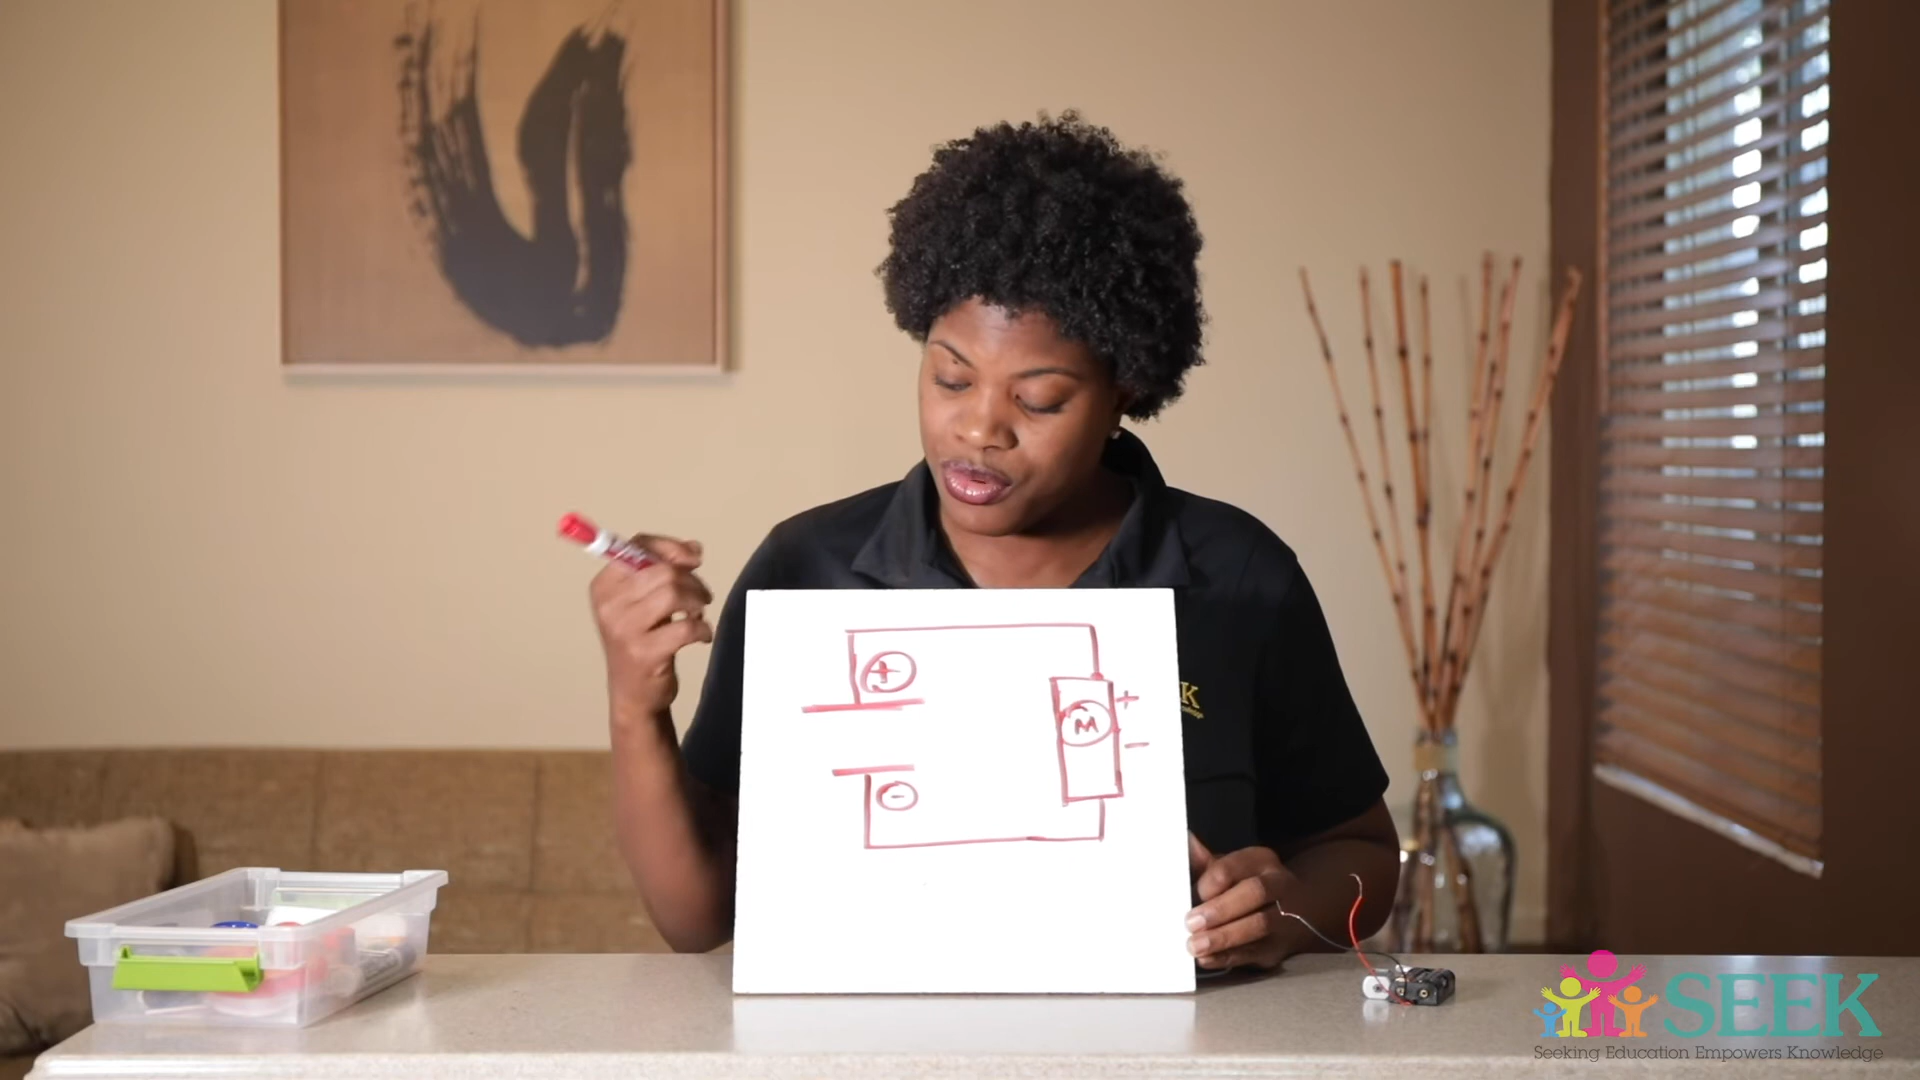 +
+
M
-
-
K
SEEK
Seeking Education Empowers Knowledge